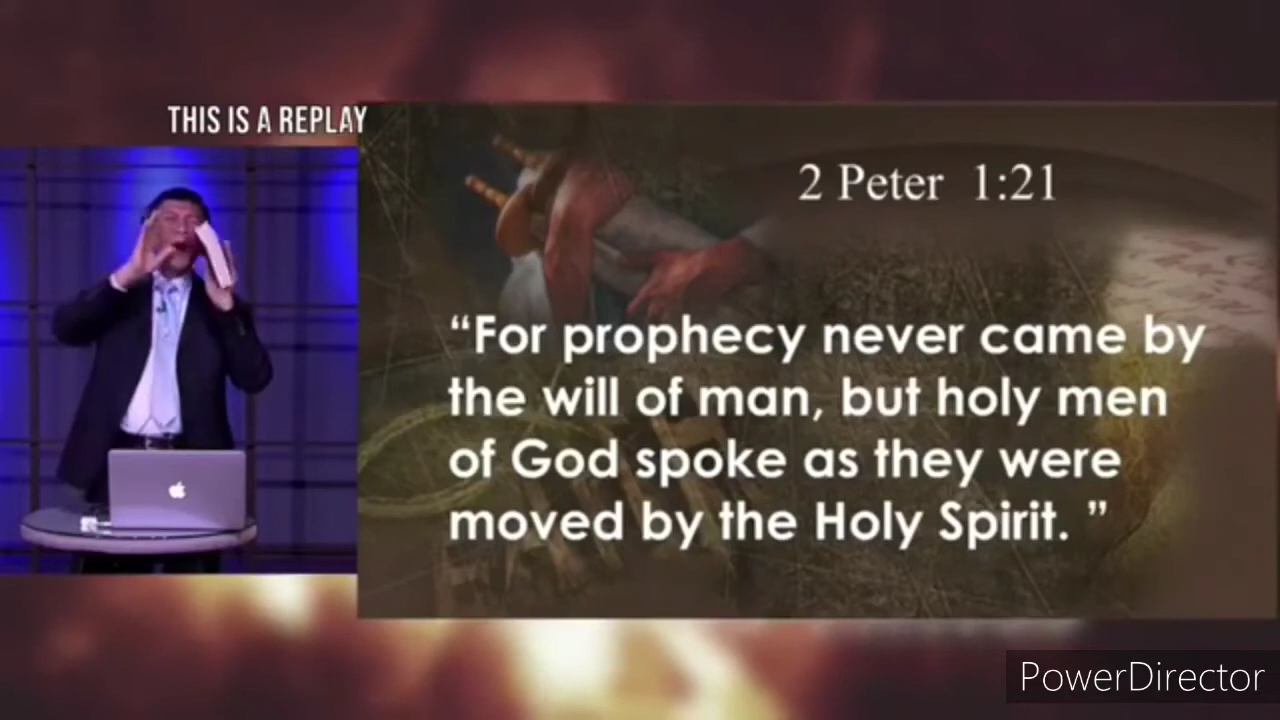 THIS IS A REPLAY
2 Peter 1:21
“For prophecy never came by
the will of man, but holy men
of God spoke as they were
moved by the Holy Spirit. ”
PowerDirector